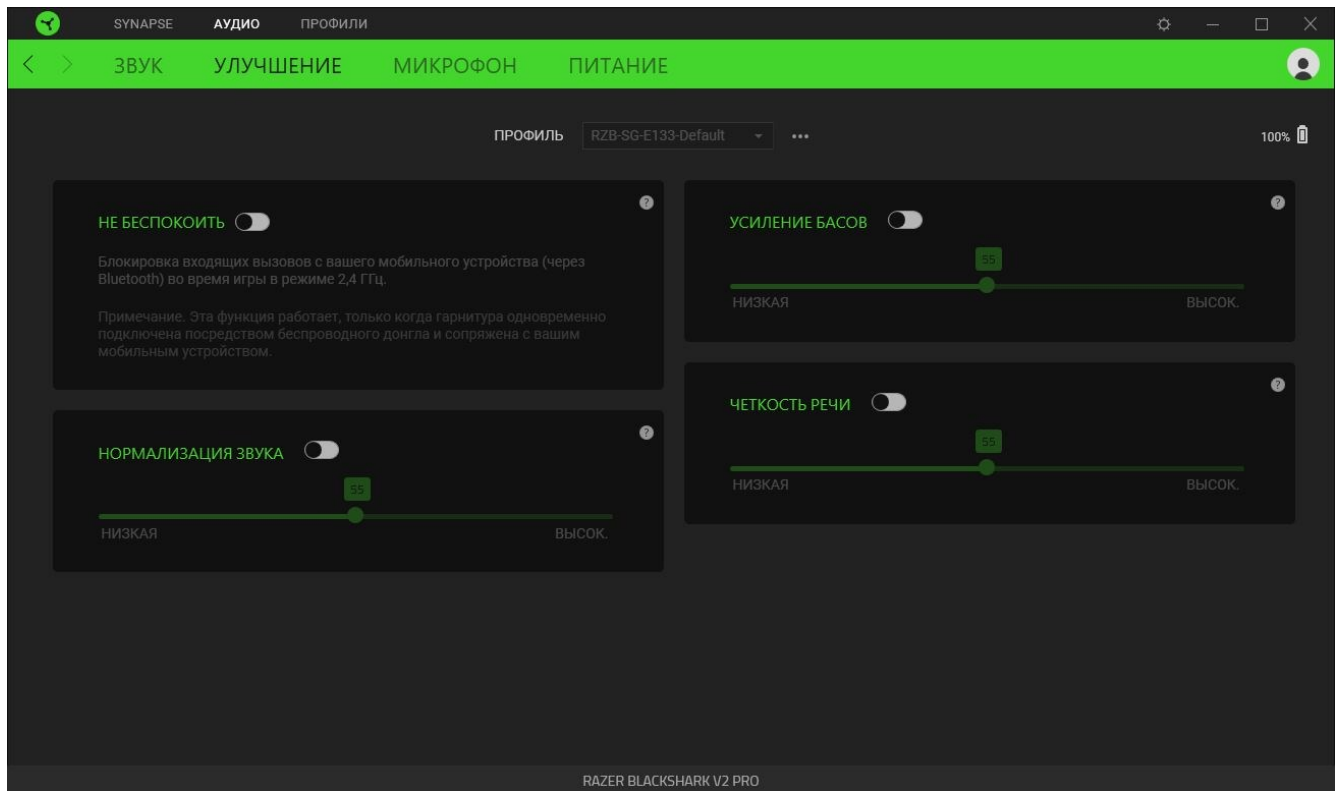 SYNAPSE АУДИО ПРОФИЛИ
ЗВУК УЛУЧШЕНИЕ МИКРОФОН ПИТАНИЕ
ПРОФИЛЬ RZB-SG-E133-Default 100%
НЕ БЕСПОКОИТЬ
Блокировка входящих вызовов с вашего мобильного устройства (через
Bluetooth) во время игры в режиме 2,4 ГГц.
Примечание. Эта функция работает, только когда гарнитура одновременно
подключена посредством беспроводного донгла и сопряжена с вашим
мобильным устройством.
НОРМАЛИЗАЦИЯ ЗВУКА
55
НИЗКАЯ ВЫСОК.
УСИЛЕНИЕ БАСОВ
55
НИЗКАЯ ВЫСОК.
ЧЕТКОСТЬ РЕЧИ
55
НИЗКАЯ ВЫСОК.
RAZER BLACKSHARK V2 PRO